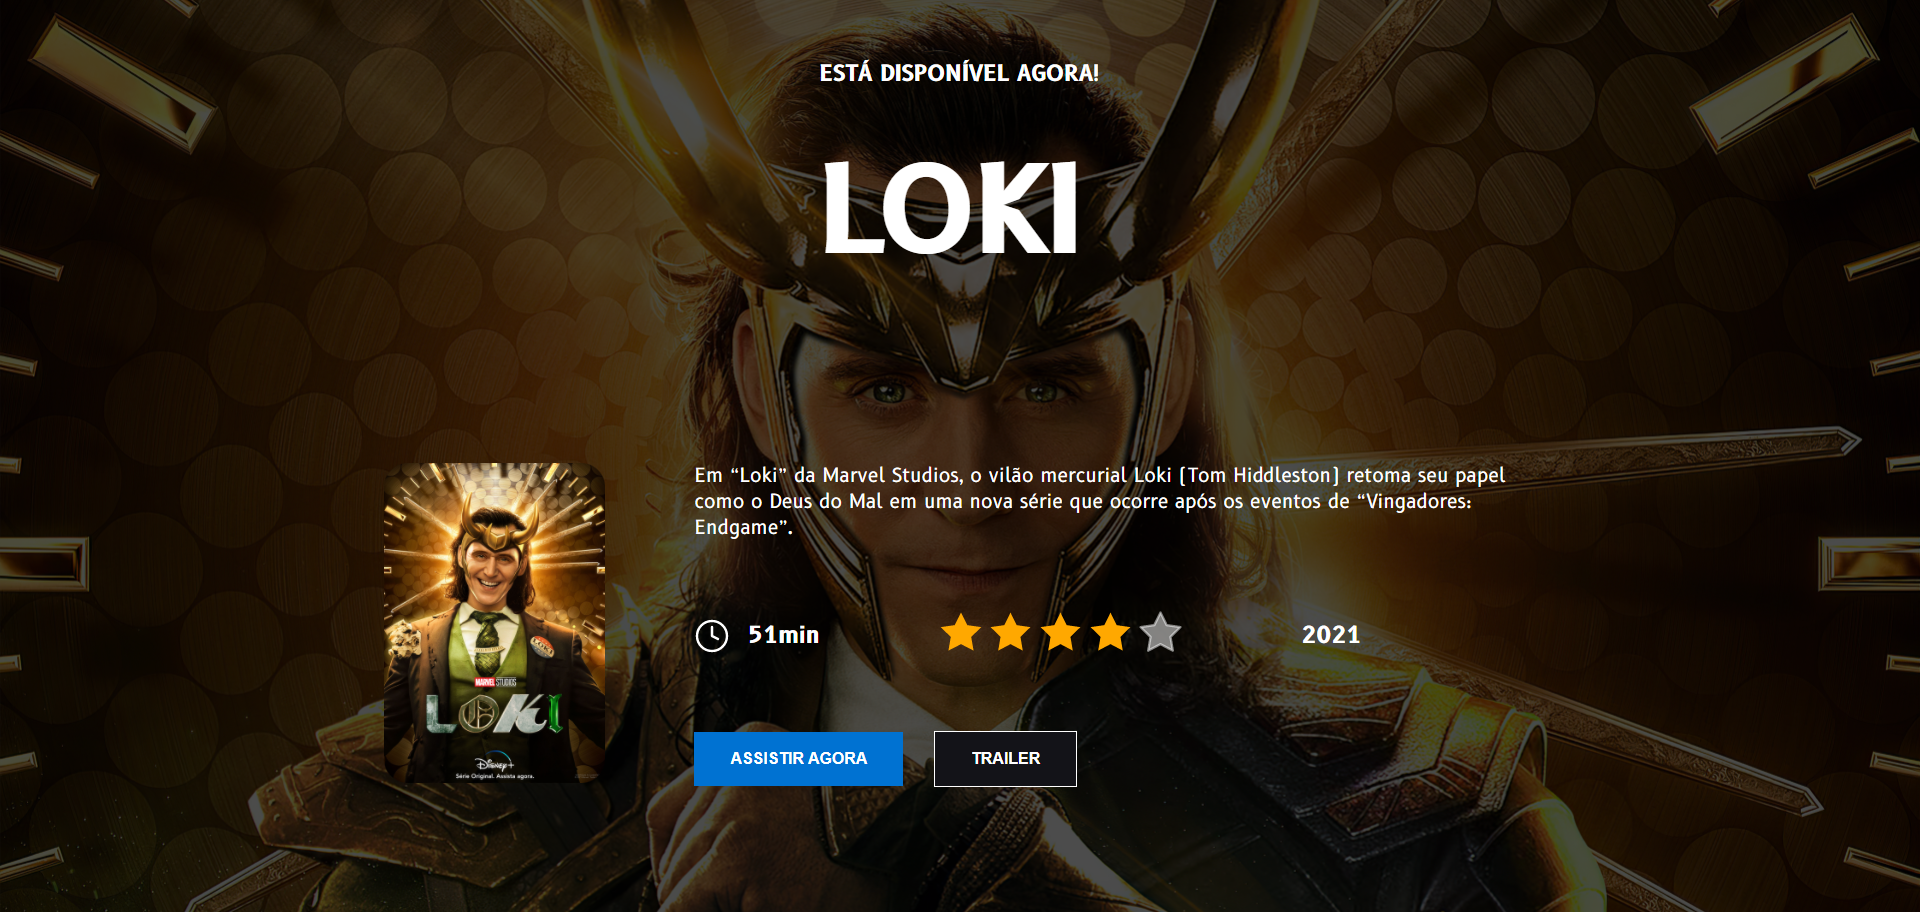 ESTÁ DISPONÍVEL AGORA!
LOKI
Em “Loki” da Marvel Studios, o vilão mercurial Loki (Tom Hiddleston) retoma seu papel
como o Deus do Mal em uma nova série que ocorre após os eventos de “Vingadores:
Endgame”.
51min
2021
MARVEL STUDIOS
LOKI
Disney+
Série Original. Assista agora.
ASSISTIR AGORA
TRAILER